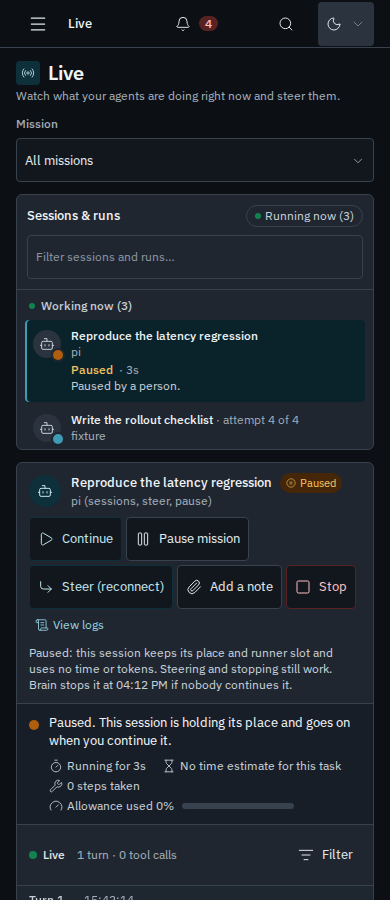 Live
4
Live
Watch what your agents are doing right now and steer them.
Mission
All missions
Sessions & runs
Running now (3)
Filter sessions and runs...
Working now (3)
Reproduce the latency regression
pi
Paused · 3s
Paused by a person.
Write the rollout checklist · attempt 4 of 4
fixture
Reproduce the latency regression
Paused
pi (sessions, steer, pause)
Continue
Pause mission
Steer (reconnect)
Add a note
Stop
View logs
Paused: this session keeps its place and runner slot and
uses no time or tokens. Steering and stopping still work.
Brain stops it at 04:12 PM if nobody continues it.
Paused. This session is holding its place and goes on
when you continue it.
Running for 3s
No time estimate for this task
0 steps taken
Allowance used 0%
Live
1 turn · 0 tool calls
Filter
Turn 1